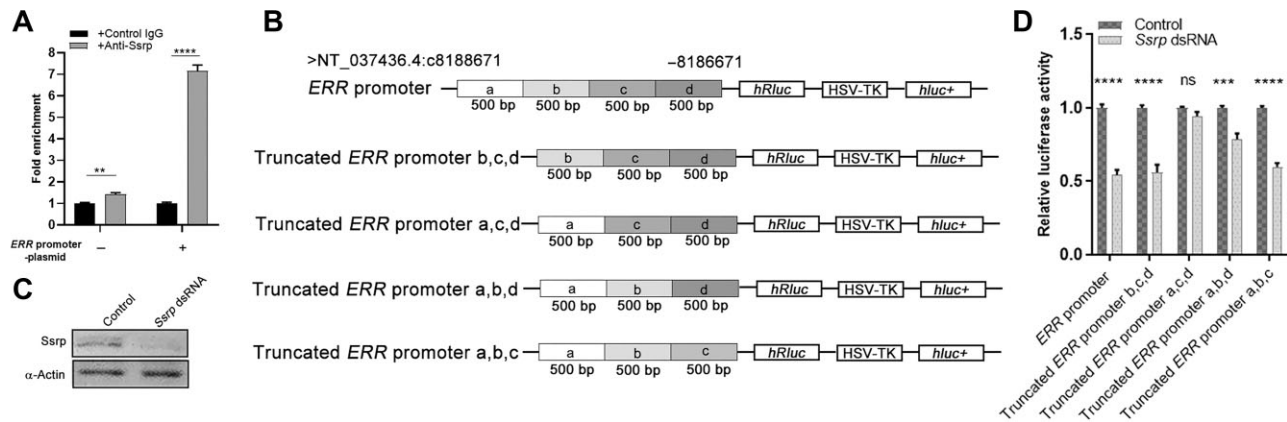 A
+Control IgG
+Anti-Ssrp
Fold enrichment
8
7
6
5
4
3
2
1
0
**
****
ERR promoter
-plasmid
–
+
B
>NT_037436.4:c8188671
–8186671
ERR promoter
a
b
c
d
hRluc
HSV-TK
hluc+
500 bp
500 bp
500 bp
500 bp
Truncated ERR promoter b,c,d
b
c
d
hRluc
HSV-TK
hluc+
500 bp
500 bp
500 bp
Truncated ERR promoter a,c,d
a
c
d
hRluc
HSV-TK
hluc+
500 bp
500 bp
500 bp
Truncated ERR promoter a,b,d
a
b
d
hRluc
HSV-TK
hluc+
500 bp
500 bp
500 bp
Truncated ERR promoter a,b,c
a
b
c
hRluc
HSV-TK
hluc+
500 bp
500 bp
500 bp
C
Control
Ssrp dsRNA
Ssrp
α-Actin
D
Control
Ssrp dsRNA
Relative luciferase activity
1.0
0.5
0.0
****
****
ns
***
****
ERR promoter
Truncated ERR promoter b,c,d
Truncated ERR promoter a,c,d
Truncated ERR promoter a,b,d
Truncated ERR promoter a,b,c